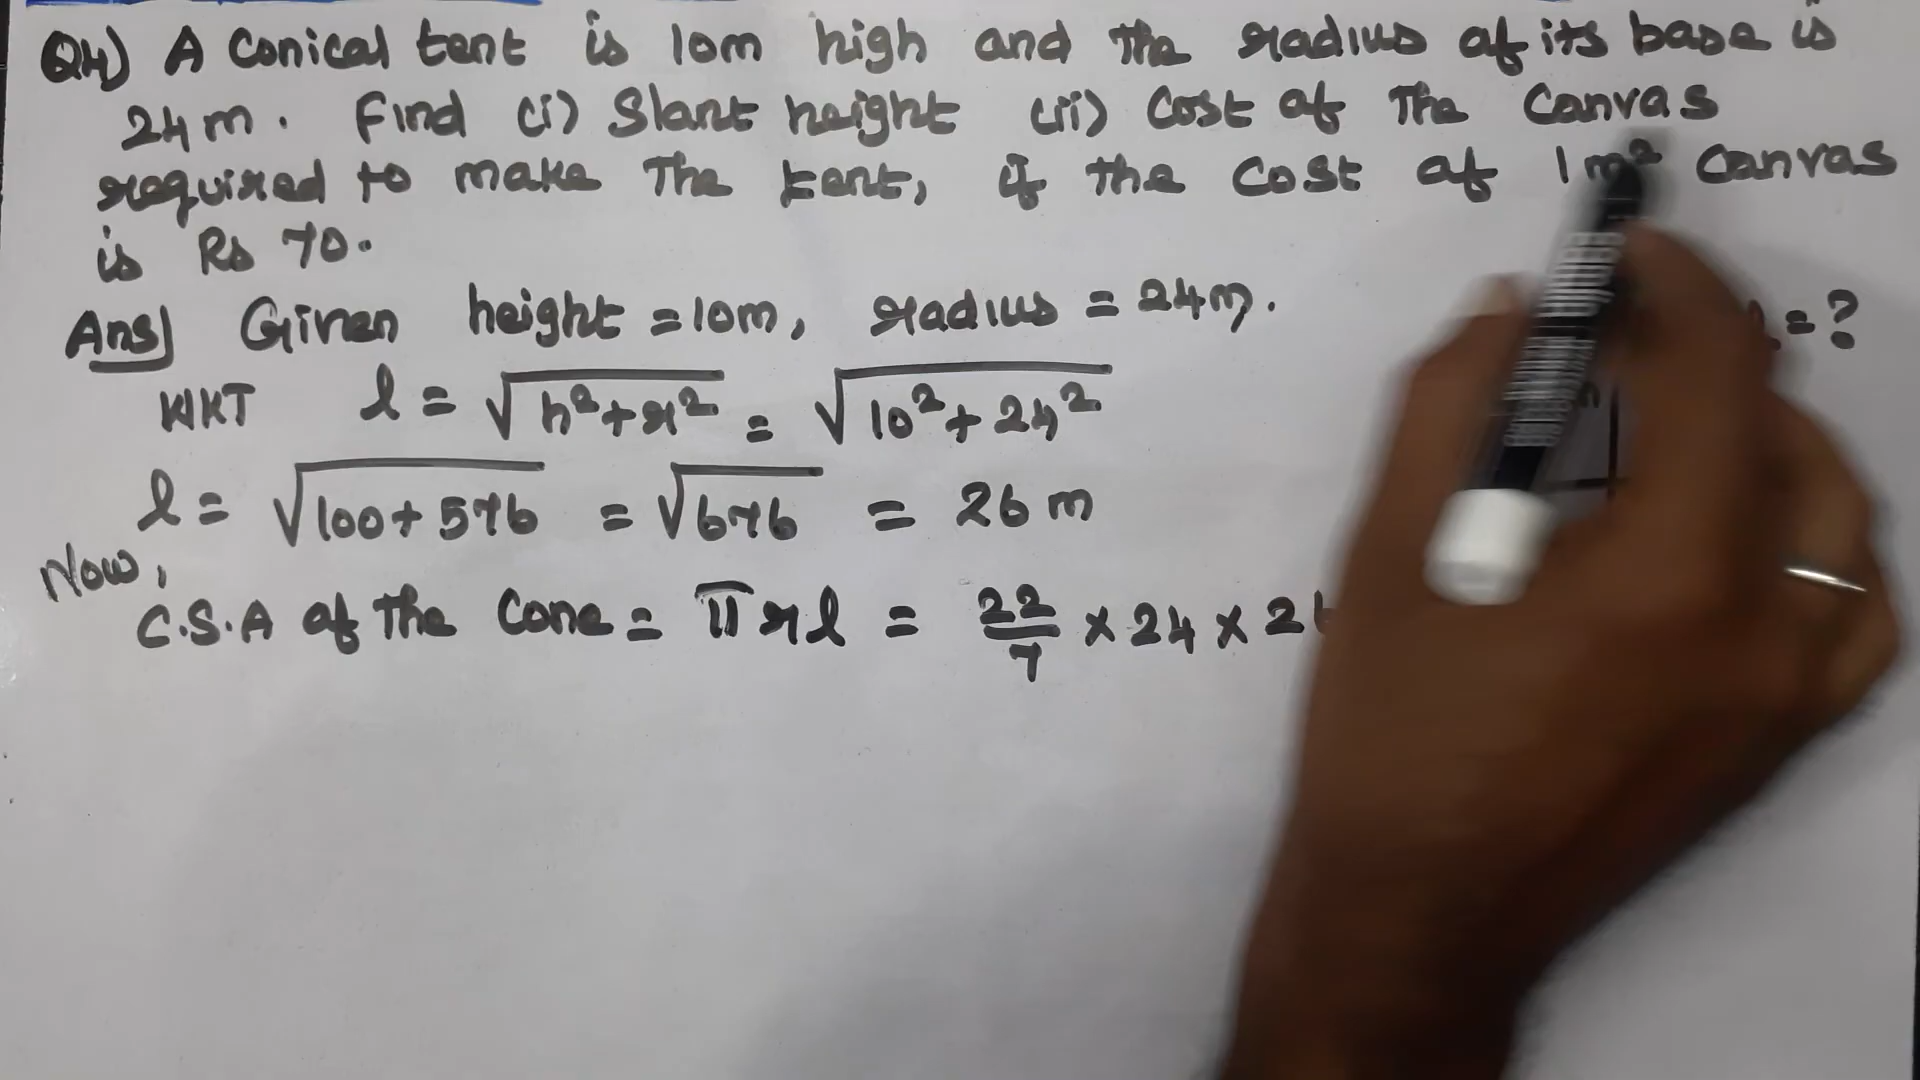 Q4) A conical tent is 10m high and the radius of its base is
24m. Find (i) Slant height (ii) Cost of the canvas
required to make the tent, if the cost of 1m² canvas
is Rs 70.
Ans) Given height = 10m, radius = 24m.
= ?
WKT l = √h²+r² = √10²+24²
l = √100+576 = √676 = 26 m
Now,
C.S.A of the cone = πrl = 22/7 × 24 × 2